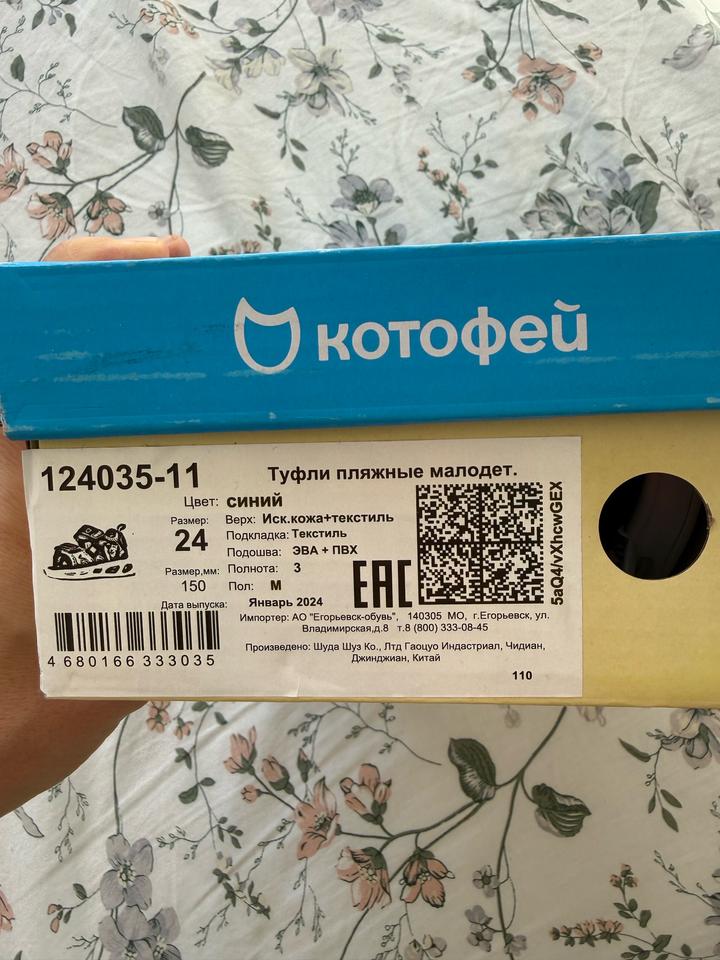 котофей
124035-11
Туфли пляжные малодет.
Цвет: синий
Размер:
24
Верх: Иск.кожа+текстиль
Подкладка: Текстиль
Подошва: ЭВА + ПВХ
Полнота: 3
Размер,мм:
150
Пол: М
Дата выпуска: Январь 2024
EAC
5aQ4/vXhcwGEX
Импортер: АО "Егорьевск-обувь", 140305 МО, г.Егорьевск, ул.
Владимирская,д.8 т.8 (800) 333-08-45
Произведено: Шуда Шуз Ко., Лтд Гаоцуо Индастриал, Чидиан,
Джинджиан, Китай
4 680166 333035
110